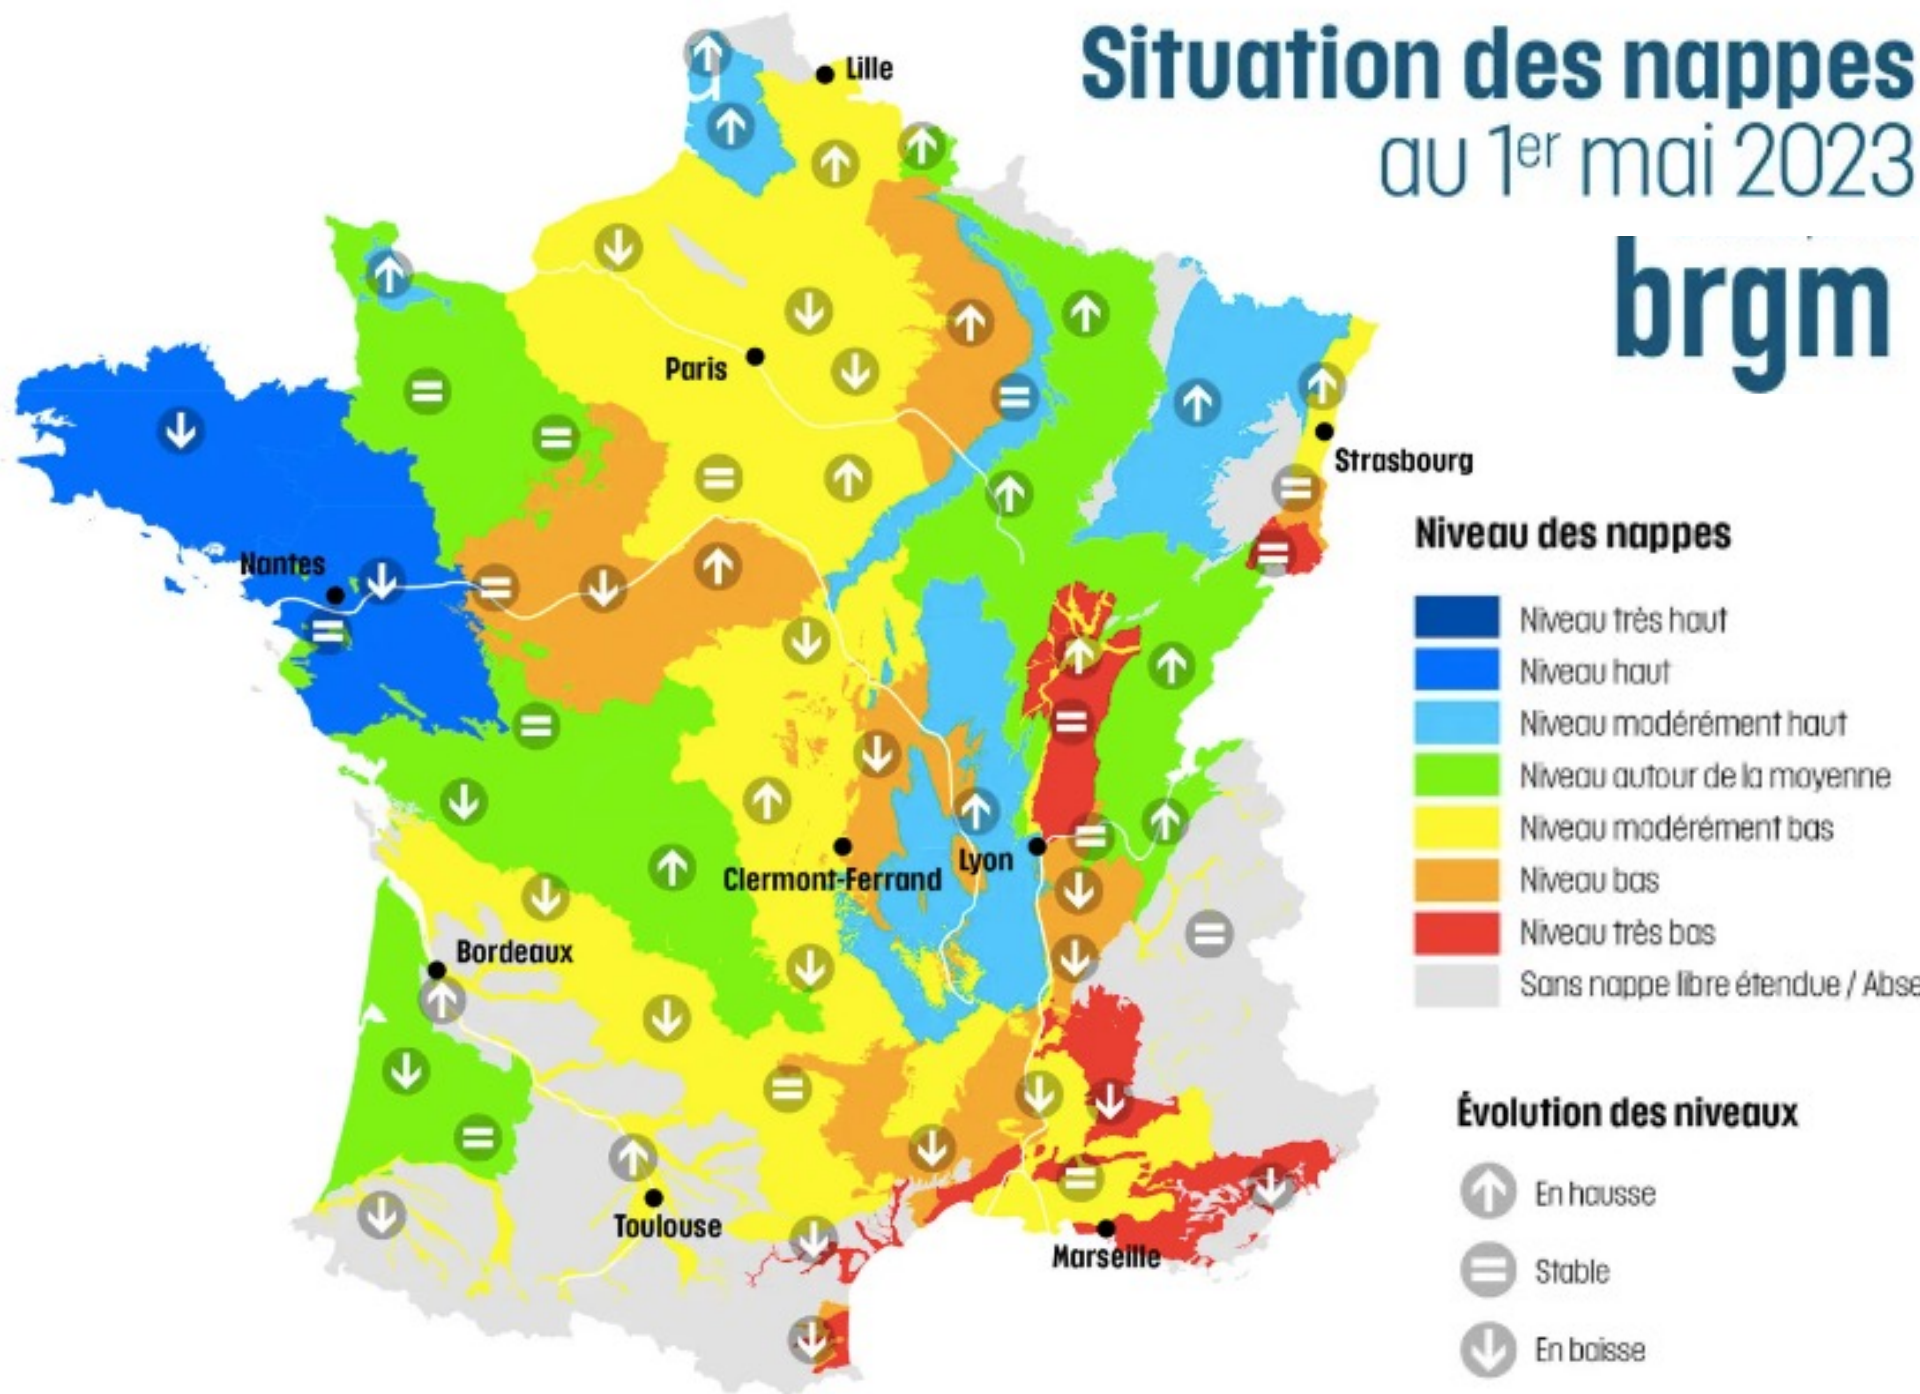 Situation des nappes
au 1er mai 2023
brgm
u
Lille
Paris
Strasbourg
Nantes
Clermont-Ferrand
Lyon
Bordeaux
Toulouse
Marseille
Niveau des nappes
Niveau très haut
Niveau haut
Niveau modérément haut
Niveau autour de la moyenne
Niveau modérément bas
Niveau bas
Niveau très bas
Sans nappe libre étendue / Abse
Évolution des niveaux
En hausse
Stable
En baisse